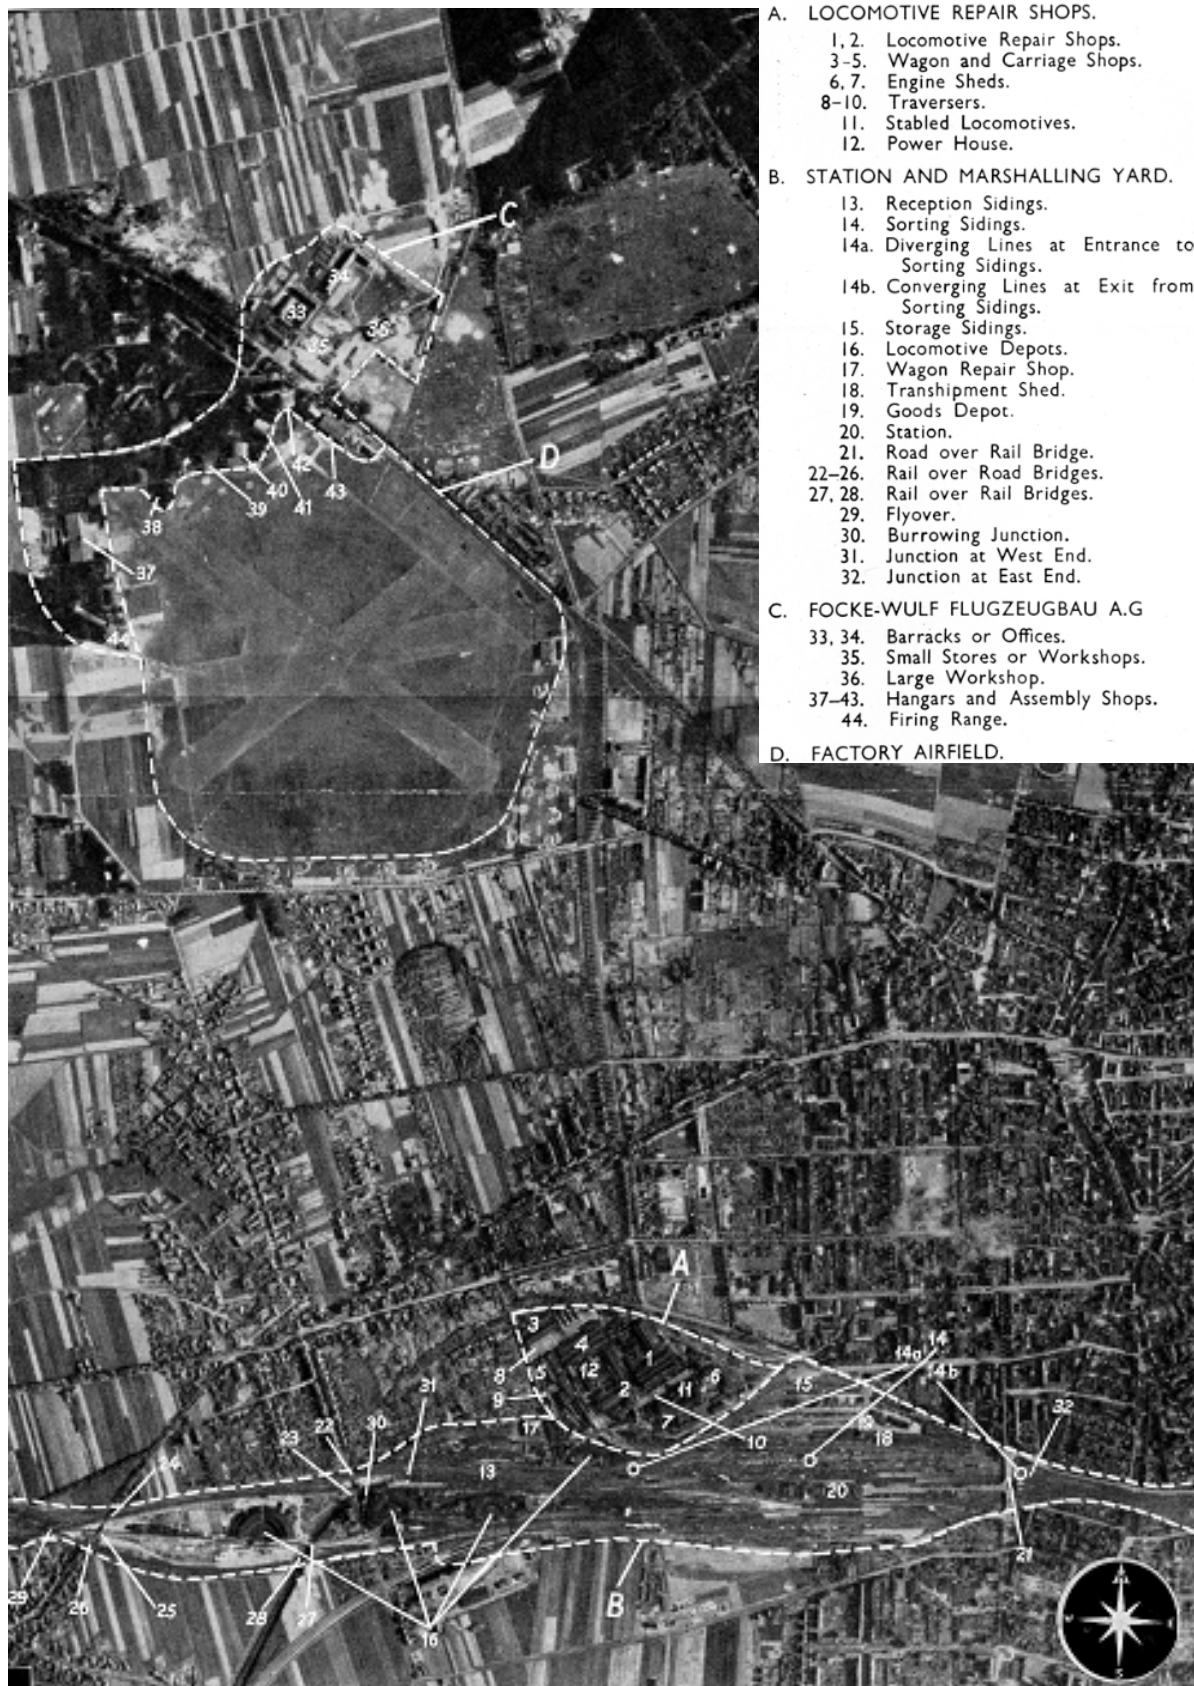 A. LOCOMOTIVE REPAIR SHOPS.
1, 2. Locomotive Repair Shops.
3-5. Wagon and Carriage Shops.
6, 7. Engine Sheds.
8-10. Traversers.
11. Stabled Locomotives.
12. Power House.
B. STATION AND MARSHALLING YARD.
13. Reception Sidings.
14. Sorting Sidings.
14a. Diverging Lines at Entrance to
Sorting Sidings.
14b. Converging Lines at Exit from
Sorting Sidings.
15. Storage Sidings.
16. Locomotive Depots.
17. Wagon Repair Shop.
18. Transhipment Shed.
19. Goods Depot.
20. Station.
21. Road over Rail Bridge.
22-26. Rail over Road Bridges.
27, 28. Rail over Rail Bridges.
29. Flyover.
30. Burrowing Junction.
31. Junction at West End.
32. Junction at East End.
C. FOCKE-WULF FLUGZEUGBAU A.G
33, 34. Barracks or Offices.
35. Small Stores or Workshops.
36. Large Workshop.
37-43. Hangars and Assembly Shops.
44. Firing Range.
D. FACTORY AIRFIELD.
C
34
33
36
35
D
42
40
43
39
41
38
37
44
A
3
4
14
1
14a
8
5
12
6
14b
31
15
2
11
9
32
30
17
7
19
22
10
18
23
24
13
20
21
29
26
25
28
27
16
B
N
S